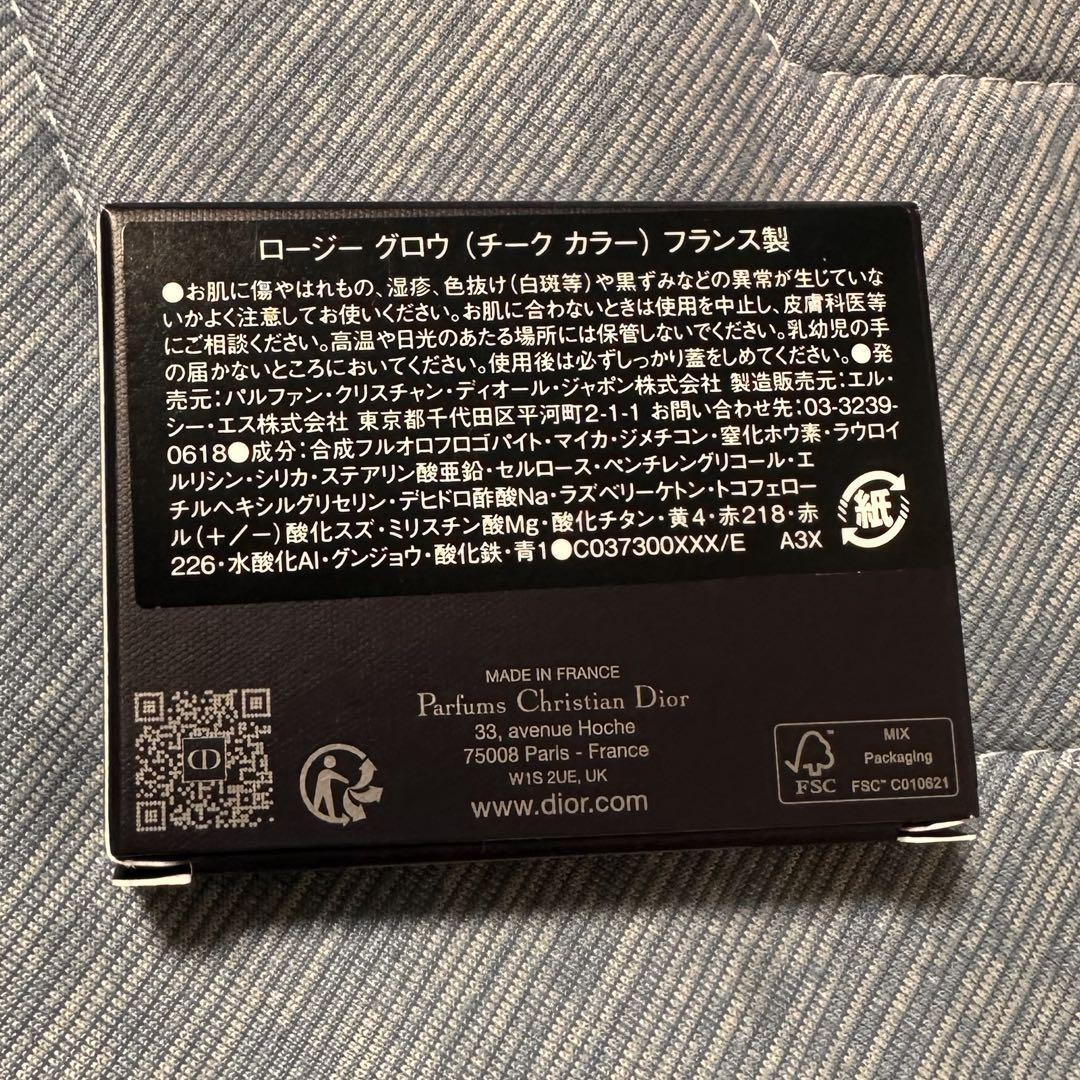 ロージー グロウ (チーク カラー) フランス製
●お肌に傷やはれもの、湿疹、色抜け(白斑等)や黒ずみなどの異常が生じていな
いかよく注意してお使いください。お肌に合わないときは使用を中止し、皮膚科医等
にご相談ください。高温や日光のあたる場所には保管しないでください。乳幼児の手
の届かないところにおいてください。使用後は必ずしっかり蓋をしめてください。●発
売元:パルファン・クリスチャン・ディオール・ジャポン株式会社 製造販売元:エル・
シー・エス株式会社 東京都千代田区平河町2-1-1 お問い合わせ先:03-3239-
0618●成分:合成フルオロフロゴパイト・マイカ・ジメチコン・窒化ホウ素・ラウロイ
ルリシン・シリカ・ステアリン酸亜鉛・セルロース・ペンチレングリコール・エ
チルヘキシルグリセリン・デヒドロ酢酸Na・ラズベリーケトン・トコフェロー
ル(+/-)酸化スズ・ミリスチン酸Mg・酸化チタン・黄4・赤218・赤
226・水酸化Al・グンジョウ・酸化鉄・青1●C037300XXX/E A3X
紙
MADE IN FRANCE
Parfums Christian Dior
33, avenue Hoche
75008 Paris - France
W1S 2UE, UK
www.dior.com
CD
FSC
MIX
Packaging
FSC™ C010621